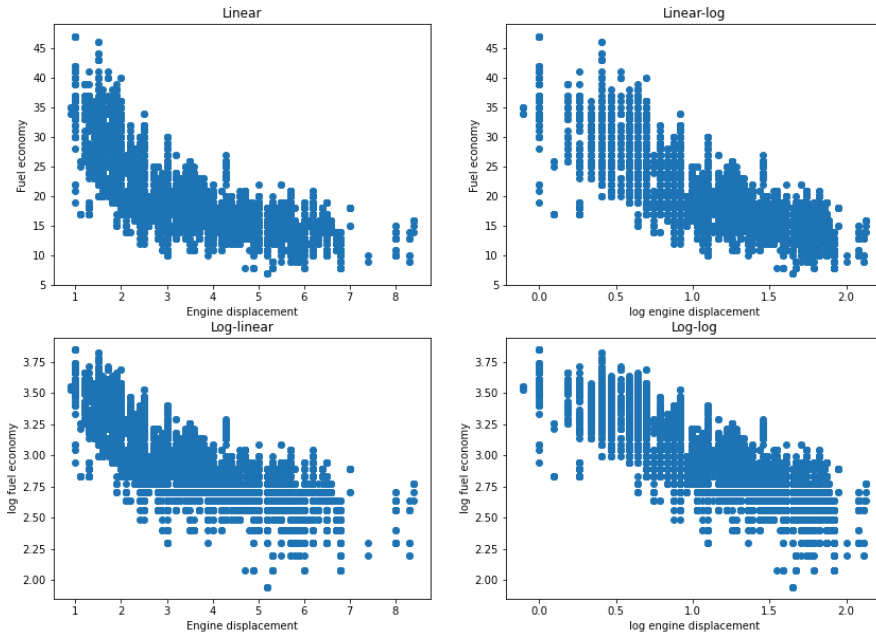 Linear
Linear-log
Fuel economy
45
40
35
30
25
20
15
10
5
1 2 3 4 5 6 7 8
Engine displacement
Fuel economy
45
40
35
30
25
20
15
10
5
0.0 0.5 1.0 1.5 2.0
log engine displacement
Log-linear
Log-log
log fuel economy
3.75
3.50
3.25
3.00
2.75
2.50
2.25
2.00
1 2 3 4 5 6 7 8
Engine displacement
log fuel economy
3.75
3.50
3.25
3.00
2.75
2.50
2.25
2.00
0.0 0.5 1.0 1.5 2.0
log engine displacement